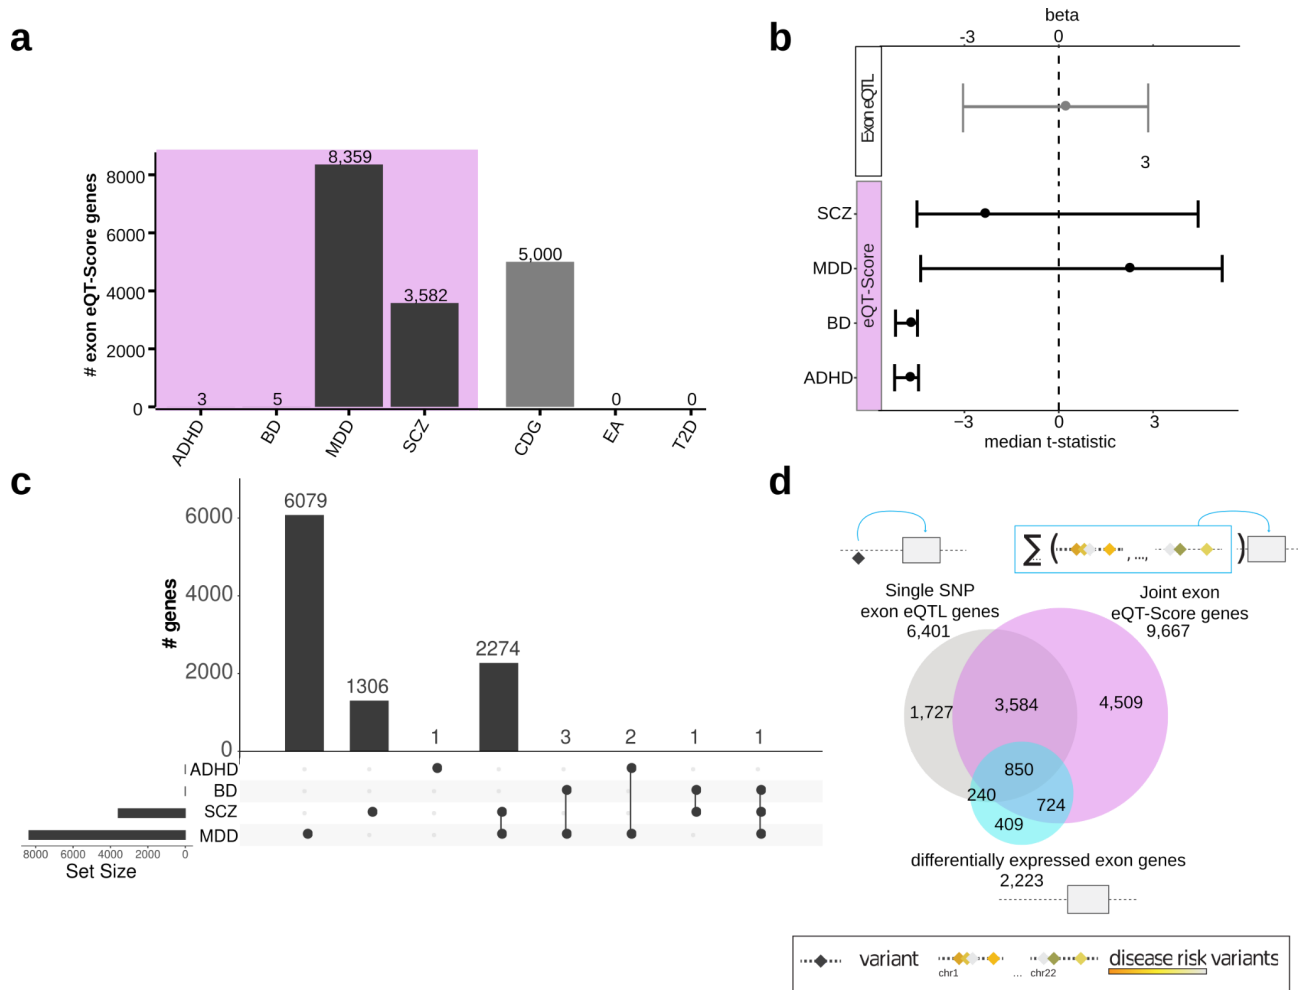 a
# exon eQT-Score genes
8000
6000
4000
2000
0
8,359
3,582
5,000
3
5
0
0
ADHD
BD
MDD
SCZ
CDG
EA
T2D
b
beta
-3
0
Exon eQTL
3
eQT-Score
SCZ
MDD
BD
ADHD
−3
0
3
median t-statistic
c
# genes
6000
4000
2000
0
6079
1306
1
2274
3
2
1
1
ADHD
BD
SCZ
MDD
8000 6000 4000 2000 0
Set Size
d
∑ ( , ..., )
Single SNP
exon eQTL genes
6,401
Joint exon
eQT-Score genes
9,667
1,727
3,584
4,509
850
240
724
409
differentially expressed exon genes
2,223
variant
chr1 ... chr22
disease risk variants